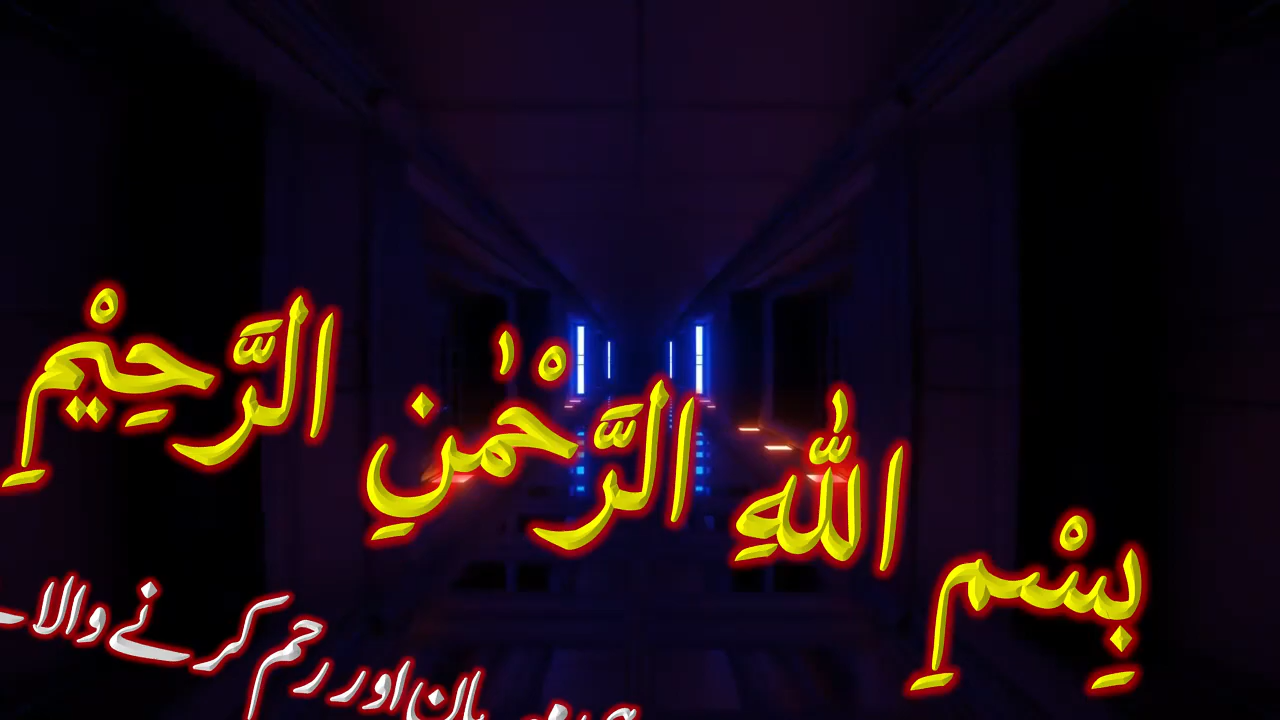 بِسْمِ اللّٰهِ الرَّحْمٰنِ الرَّحِيْمِ
اور رحم کرنے والا